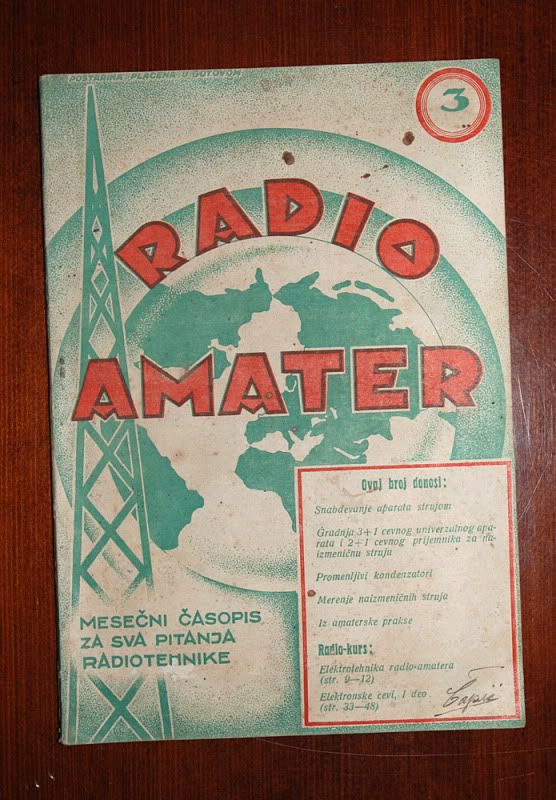 POSTARINA PLAĆENA U GOTOVOM
3
RADIO
AMATER
Ovaj broj donosi:
Snabdevanje aparata strujom
Gradnja 3+1 cevnog univerzalnog apa-
rata i 2+1 cevnog prijemnika za na-
izmeničnu struju
Promenljivi kondenzatori
Merenje naizmeničnih struja
Iz amaterske prakse
Radio-kurs:
Elektrotehnika radio-amatera
(str. 9—12)
Elektronske cevi, I deo
(str. 33—48)
MESEČNI ČASOPIS
ZA SVA PITANJA
RADIOTEHNIKE